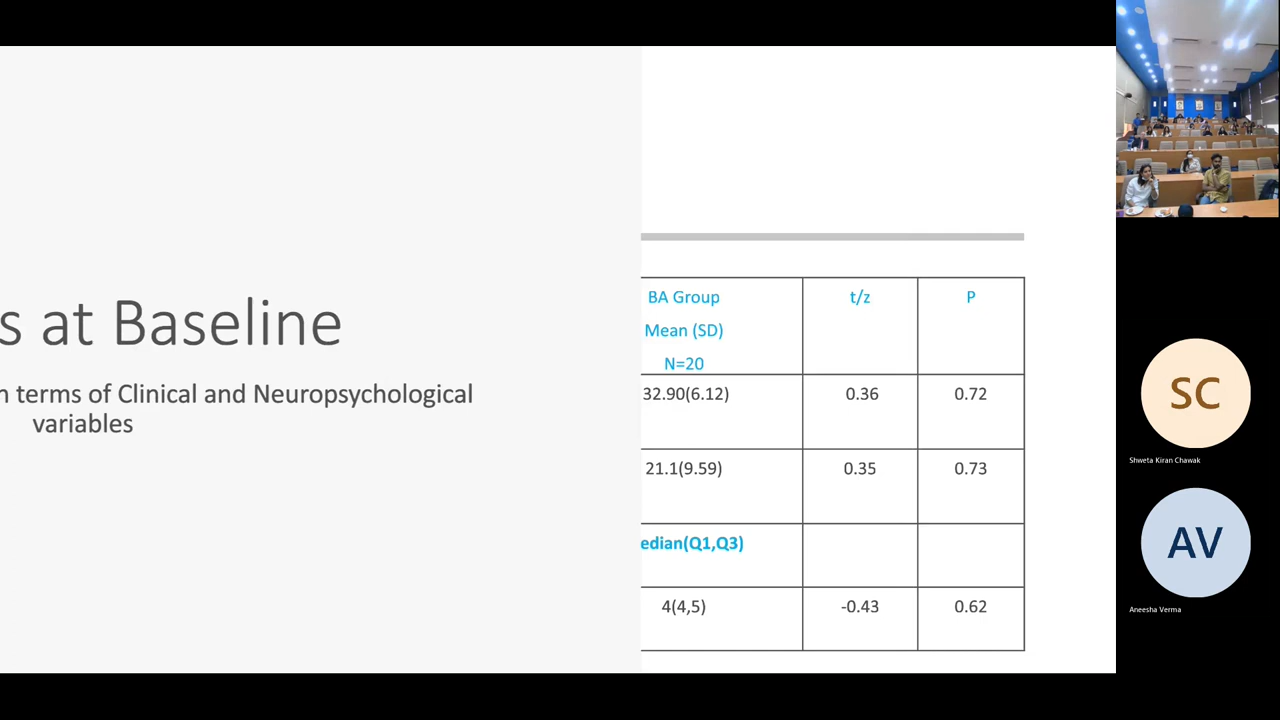 s at Baseline
n terms of Clinical and Neuropsychological
variables
BA Group t/z P
Mean (SD)
N=20
32.90(6.12) 0.36 0.72
21.1(9.59) 0.35 0.73
edian(Q1,Q3)
4(4,5) -0.43 0.62
SC
Shweta Kiran Chawak
AV
Aneesha Verma